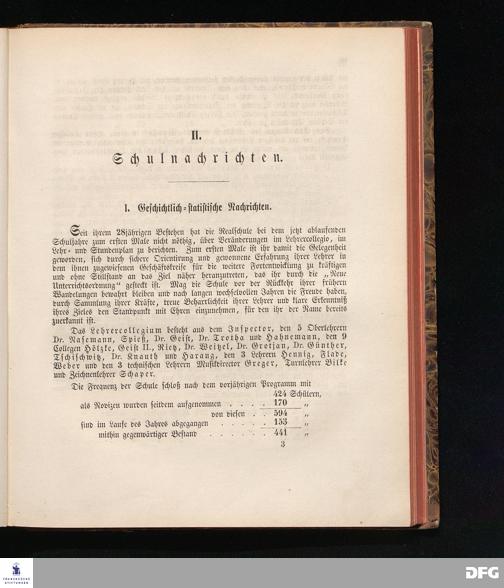 II.
Schulnachrichten.
1. Geschichtlich-statistische Nachrichten.
Seit ihrem 28jährigen Bestehen hat die Realschule bei dem jetzt ablaufenden
Schuljahre zum ersten Male nicht nöthig, über Veränderungen im Lehrercollegio, im
Lehr- und Stundenplan zu berichten. Zum ersten Male ist ihr damit die Gelegenheit
geworden, sich durch sichere Orientirung und gewonnene Erfahrung ihrer Lehrer in
dem ihnen zugewiesenen Geschäftskreise für die weitere Fortentwicklung zu kräftigen
und ohne Stillstand am Ziel näher heranzutreten, das ihr durch die „Neue
Unterrichtsordnung“ gesteckt ist. Mag die Schule vor der Rückkehr ihrer frühern
Wandelungen bewahrt bleiben und nach langen wechselvollen Jahren die Freude haben,
durch Sammlung ihrer Kräfte, treue Beharrlichkeit ihrer Lehrer und klare Erkenntniß
ihres Zieles den Standpunkt mit Ehren einzunehmen, für den ihr der Name bereits
zuerkannt ist.
Das Lehrercollegium besteht aus dem Inspector, den 5 Oberlehrern
Dr. Nasemann, Spieß, Dr. Geist, Dr. Trotha und Hahnemann, den 9
Collegen Hölzke, Geist II., Rietz, Dr. Weitzel, Dr. Gretjan, Dr. Günther,
Tschischwitz, Dr. Knauth und Harang, den 3 Lehrern Hennig, Flade,
Weber und den 3 technischen Lehrern Musikdirector Greger, Turnlehrer Bilke
und Zeichnenlehrer Schaper.
Die Frequenz der Schule schloß nach dem vorjährigen Programm mit
424 Schülern,
als Novizen wurden seitdem aufgenommen . . . . 170 „
von diesen . . 594 „
sind im Laufe des Jahres abgegangen . . . . . 153 „
mithin gegenwärtiger Bestand . . . . . . 441 „
3
FRANCKESCHE
STIFTUNGEN
DFG